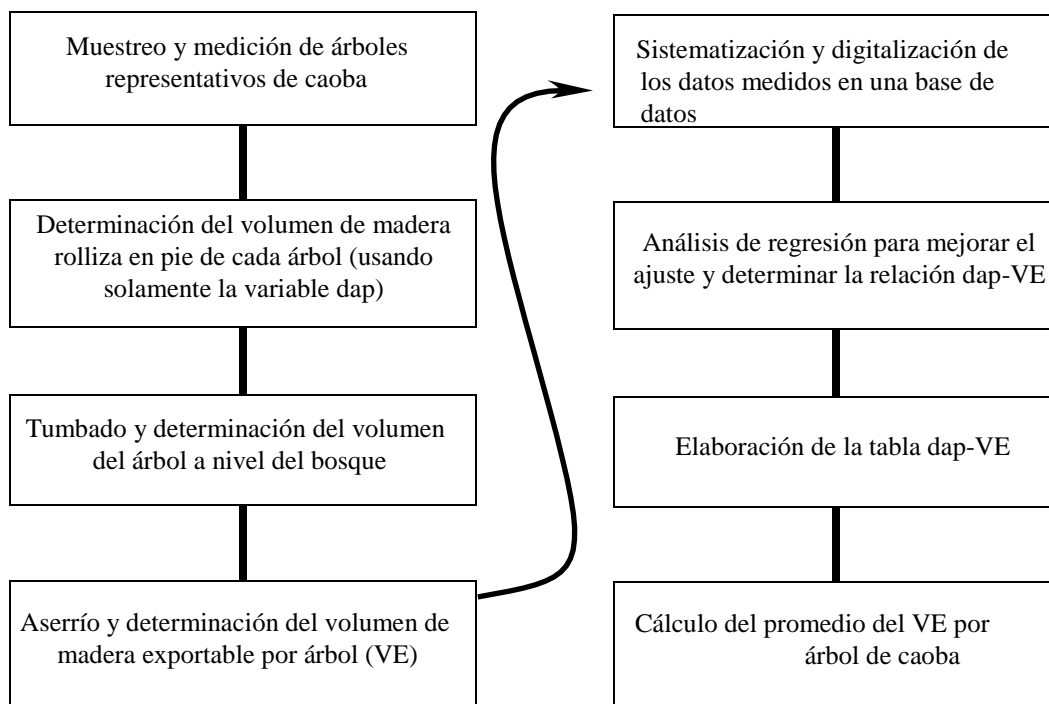 Muestreo y medición de árboles
representativos de caoba
Determinación del volumen de madera
rolliza en pie de cada árbol (usando
solamente la variable dap)
Tumbado y determinación del volumen
del árbol a nivel del bosque
Aserrío y determinación del volumen de
madera exportable por árbol (VE)
Sistematización y digitalización de
los datos medidos en una base de
datos
Análisis de regresión para mejorar el
ajuste y determinar la relación dap-VE
Elaboración de la tabla dap-VE
Cálculo del promedio del VE por
árbol de caoba